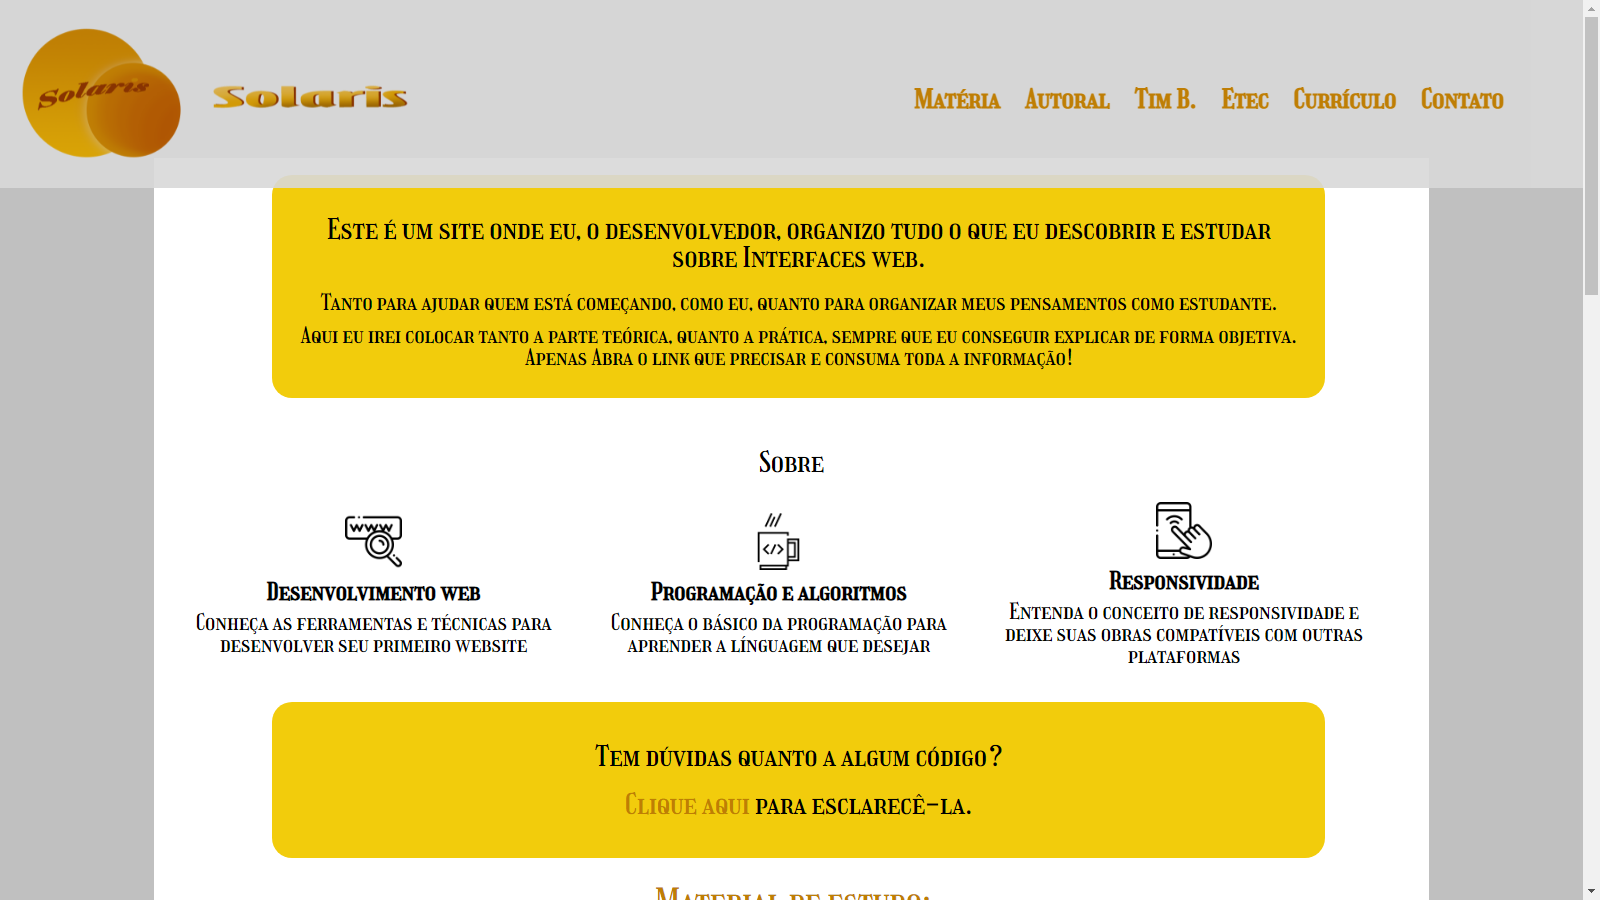 Solaris
Solaris
Matéria Autoral Tim B. Etec Currículo Contato
Este é um site onde eu, o desenvolvedor, organizo tudo o que eu descobrir e estudar
sobre Interfaces web.
Tanto para ajudar quem está começando, como eu, quanto para organizar meus pensamentos como estudante.
Aqui eu irei colocar tanto a parte teórica, quanto a prática, sempre que eu conseguir explicar de forma objetiva.
Apenas Abra o link que precisar e consuma toda a informação!
Sobre
www
</>
Desenvolvimento web
Conheça as ferramentas e técnicas para
desenvolver seu primeiro website
Programação e algoritmos
Conheça o básico da programação para
aprender a línguagem que desejar
Responsividade
Entenda o conceito de responsividade e
deixe suas obras compatíveis com outras
plataformas
Tem dúvidas quanto a algum código?
Clique aqui para esclarecê-la.
Material de estudo: